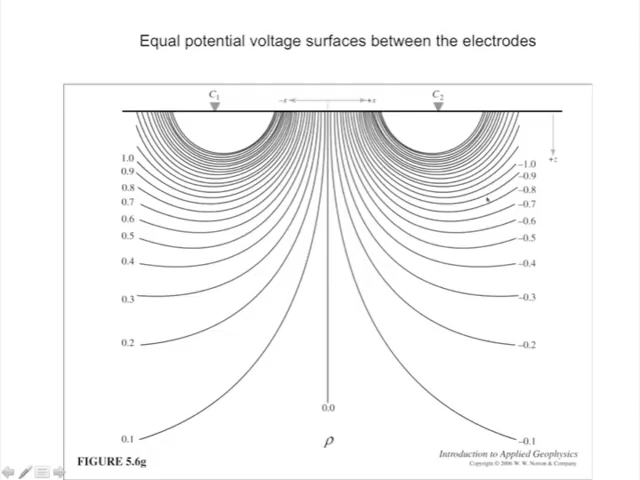 Equal potential voltage surfaces between the electrodes
C1 C2
–x +x
+z
1.0 –1.0
0.9 –0.9
0.8 –0.8
0.7 –0.7
0.6 –0.6
0.5 –0.5
0.4 –0.4
0.3 –0.3
0.2 –0.2
0.0
0.1 –0.1
ρ
Introduction to Applied Geophysics
FIGURE 5.6g
Copyright © 2006 W. W. Norton & Company